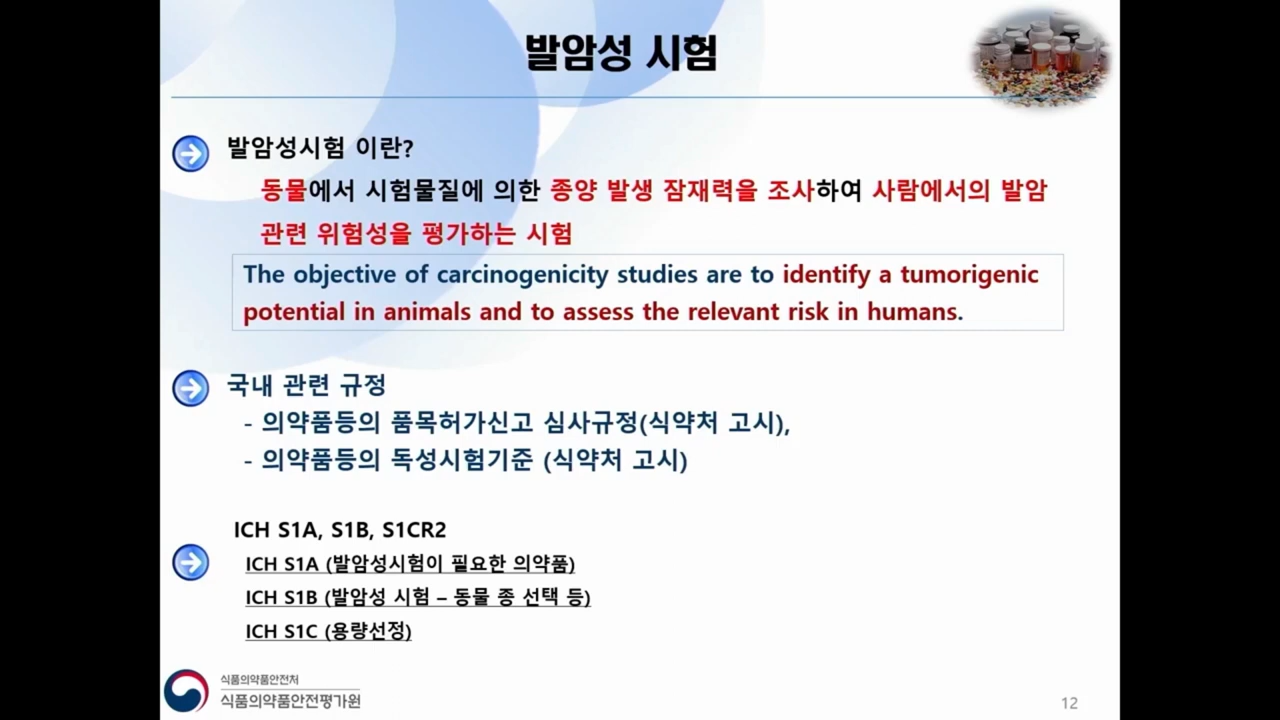 발암성 시험
발암성시험 이란?
동물에서 시험물질에 의한 종양 발생 잠재력을 조사하여 사람에서의 발암
관련 위험성을 평가하는 시험
The objective of carcinogenicity studies are to identify a tumorigenic
potential in animals and to assess the relevant risk in humans.
국내 관련 규정
- 의약품등의 품목허가신고 심사규정(식약처 고시),
- 의약품등의 독성시험기준 (식약처 고시)
ICH S1A, S1B, S1CR2
ICH S1A (발암성시험이 필요한 의약품)
ICH S1B (발암성 시험 – 동물 종 선택 등)
ICH S1C (용량선정)
식품의약품안전처
식품의약품안전평가원
12